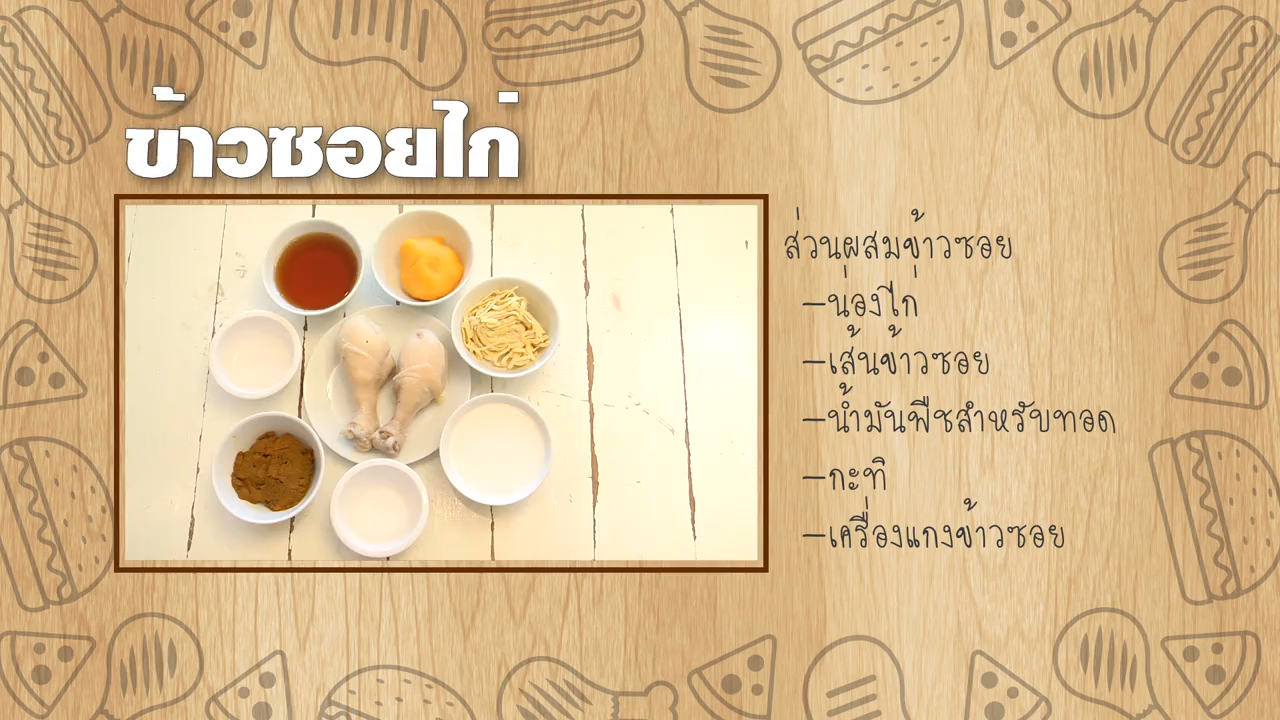 ข้าวซอยไก่
ส่วนผสมข้าวซอย
-น่องไก่
-เส้นข้าวซอย
-น้ำมันพืชสำหรับทอด
-กะทิ
-เครื่องแกงข้าวซอย